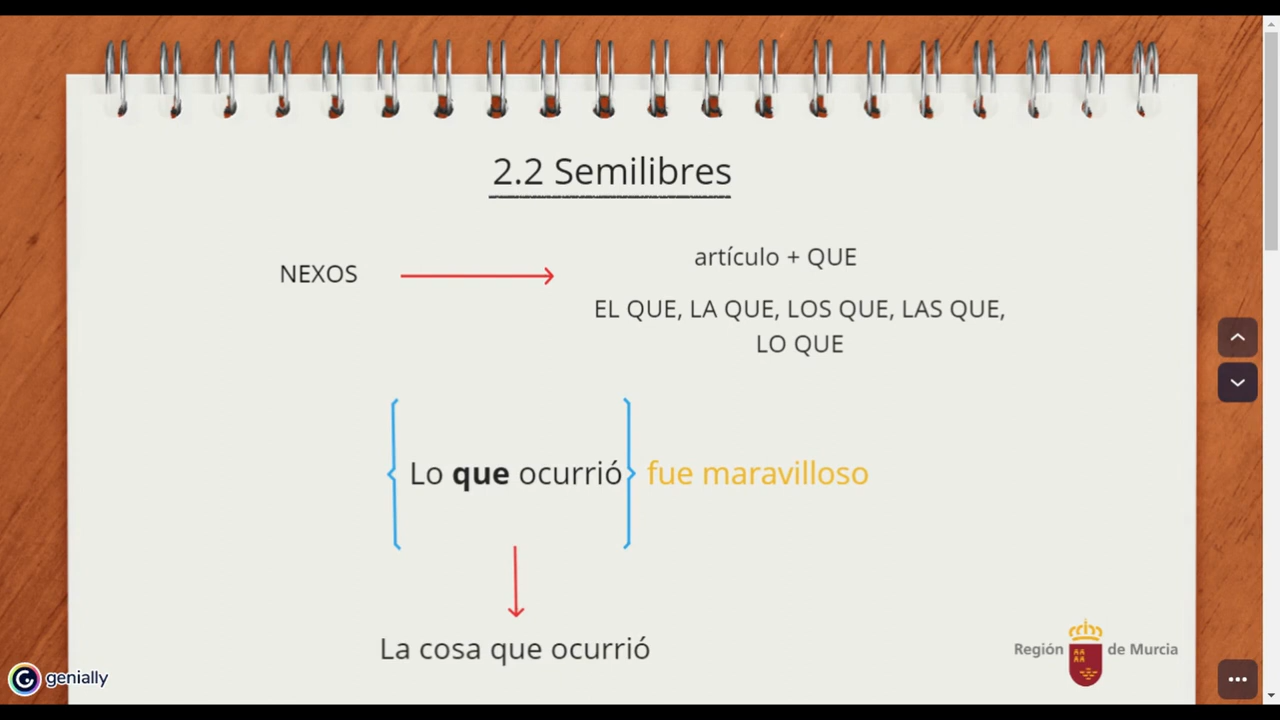 2.2 Semilibres
NEXOS
artículo + QUE
EL QUE, LA QUE, LOS QUE, LAS QUE,
LO QUE
Lo que ocurrió fue maravilloso
La cosa que ocurrió
Región de Murcia
genially